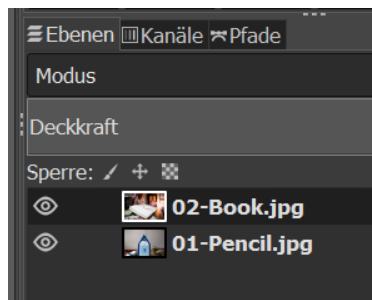 Ebenen Kanäle Pfade
Modus
Deckkraft
Sperre:
02-Book.jpg
01-Pencil.jpg